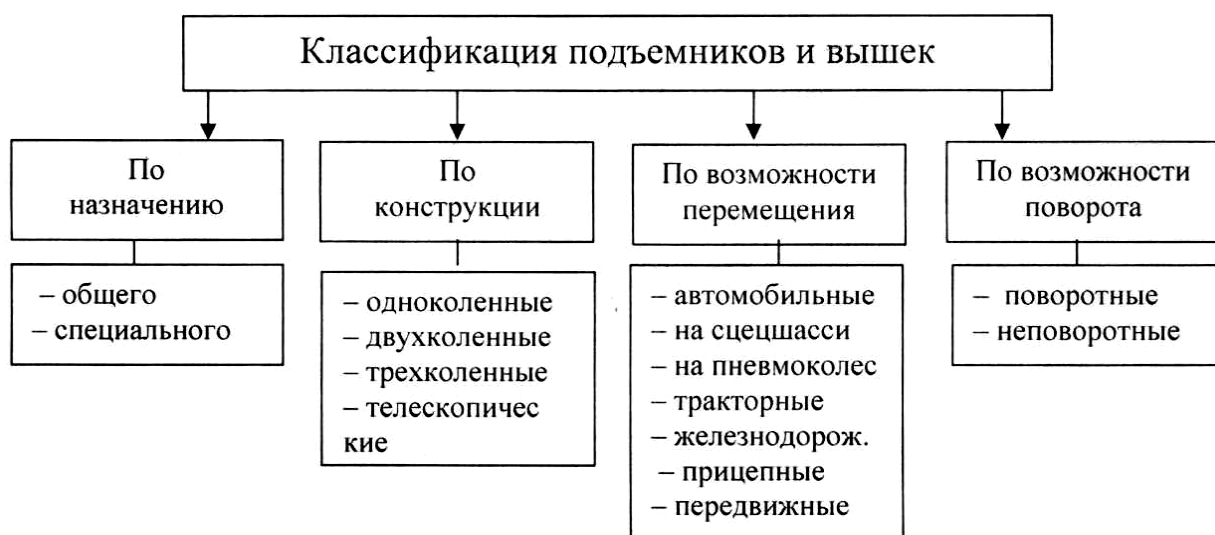 Классификация подъемников и вышек
По
назначению
– общего
– специального
По
конструкции
– одноколенные
– двухколенные
– трехколенные
– телескопичес
кие
По возможности
перемещения
– автомобильные
– на сцецшасси
– на пневмоколес
– тракторные
– железнодорож.
– прицепные
– передвижные
По возможности
поворота
– поворотные
– неповоротные